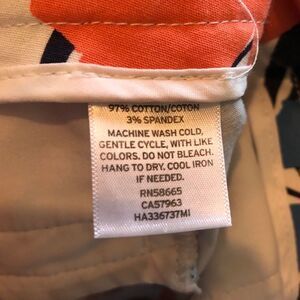 97% COTTON/COTON
3% SPANDEX
MACHINE WASH COLD,
GENTLE CYCLE, WITH LIKE
COLORS. DO NOT BLEACH.
HANG TO DRY. COOL IRON
IF NEEDED.
RN58665
CA57963
HA336737MI